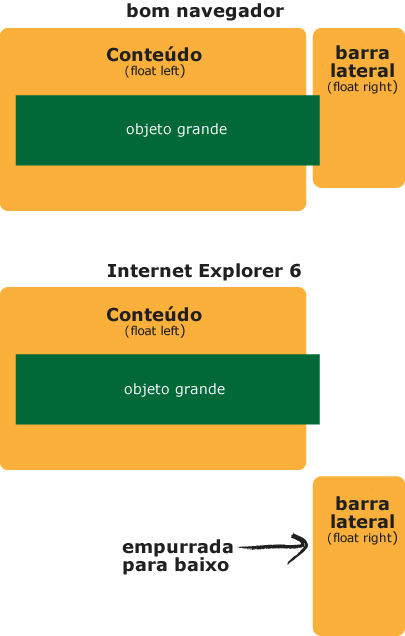 bom navegador
Conteúdo
(float left)
barra
lateral
(float right)
objeto grande
Internet Explorer 6
Conteúdo
(float left)
objeto grande
barra
lateral
(float right)
empurrada
para baixo